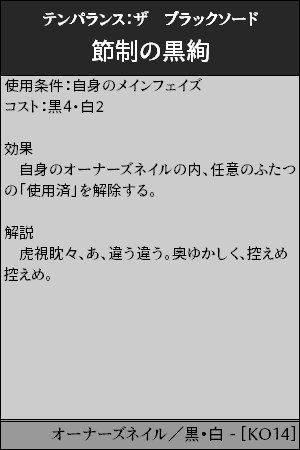 テンパランス：ザ　ブラックソード
節制の黒絢
使用条件：自身のメインフェイズ
コスト：黒4・白2
効果
　自身のオーナーズネイルの内、任意のふたつ
の「使用済」を解除する。
解説
　虎視眈々、あ、違う違う。奥ゆかしく、控えめ
控えめ。
オーナーズネイル／黒・白 - [KO14]